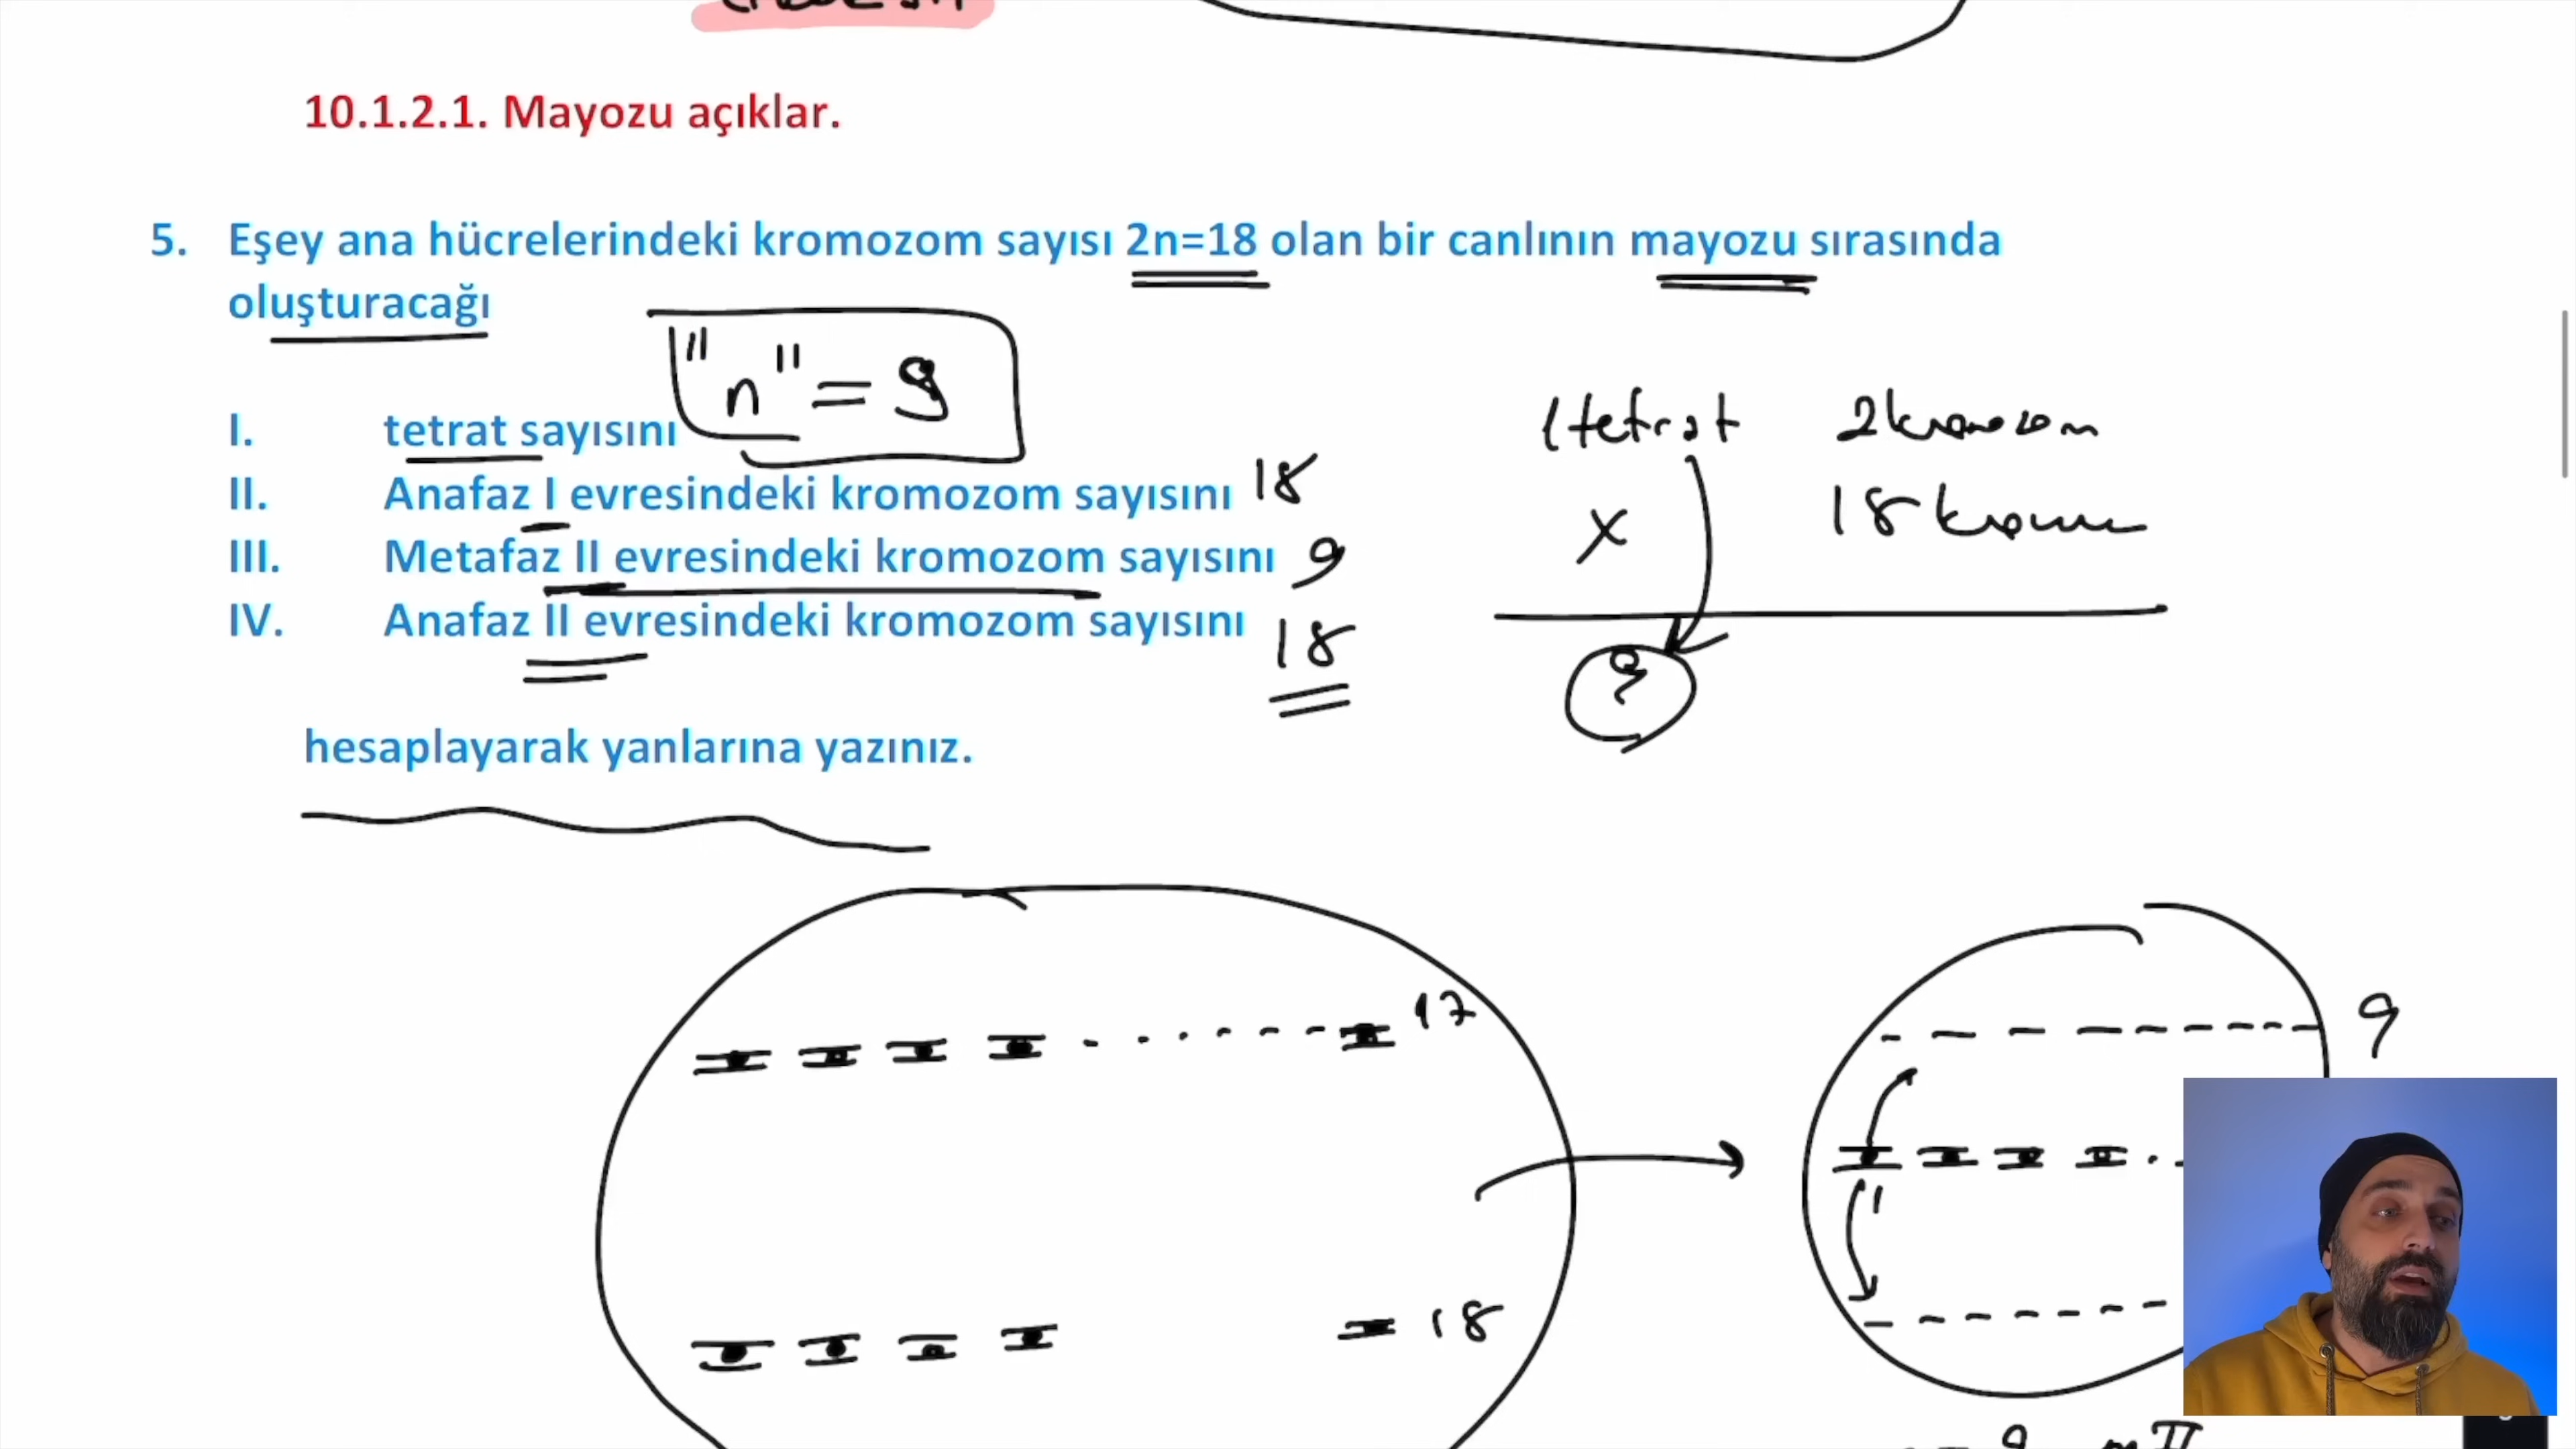 10.1.2.1. Mayozu açıklar.
5. Eşey ana hücrelerindeki kromozom sayısı 2n=18 olan bir canlının mayozu sırasında
oluşturacağı
"n" = 9
I. tetrat sayısını
II. Anafaz I evresindeki kromozom sayısını 18
III. Metafaz II evresindeki kromozom sayısını 9
IV. Anafaz II evresindeki kromozom sayısını 18
1 tetrat 2 kromozom
x 18
9
hesaplayarak yanlarına yazınız.
17
9
18
9 mII